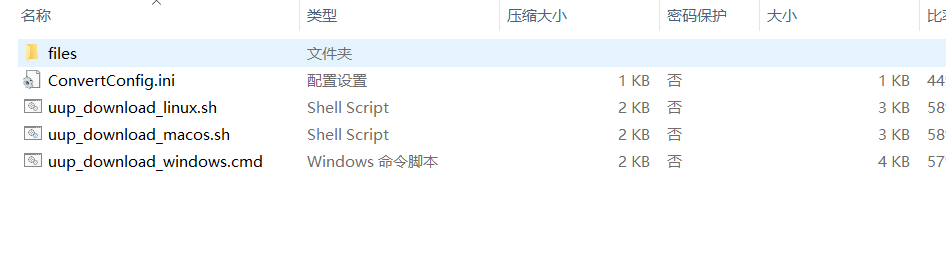 名称 类型 压缩大小 密码保护 大小 比
files 文件夹
ConvertConfig.ini 配置设置 1 KB 否 1 KB 44
uup_download_linux.sh Shell Script 2 KB 否 3 KB 58
uup_download_macos.sh Shell Script 2 KB 否 3 KB 58
uup_download_windows.cmd Windows 命令脚本 2 KB 否 4 KB 57